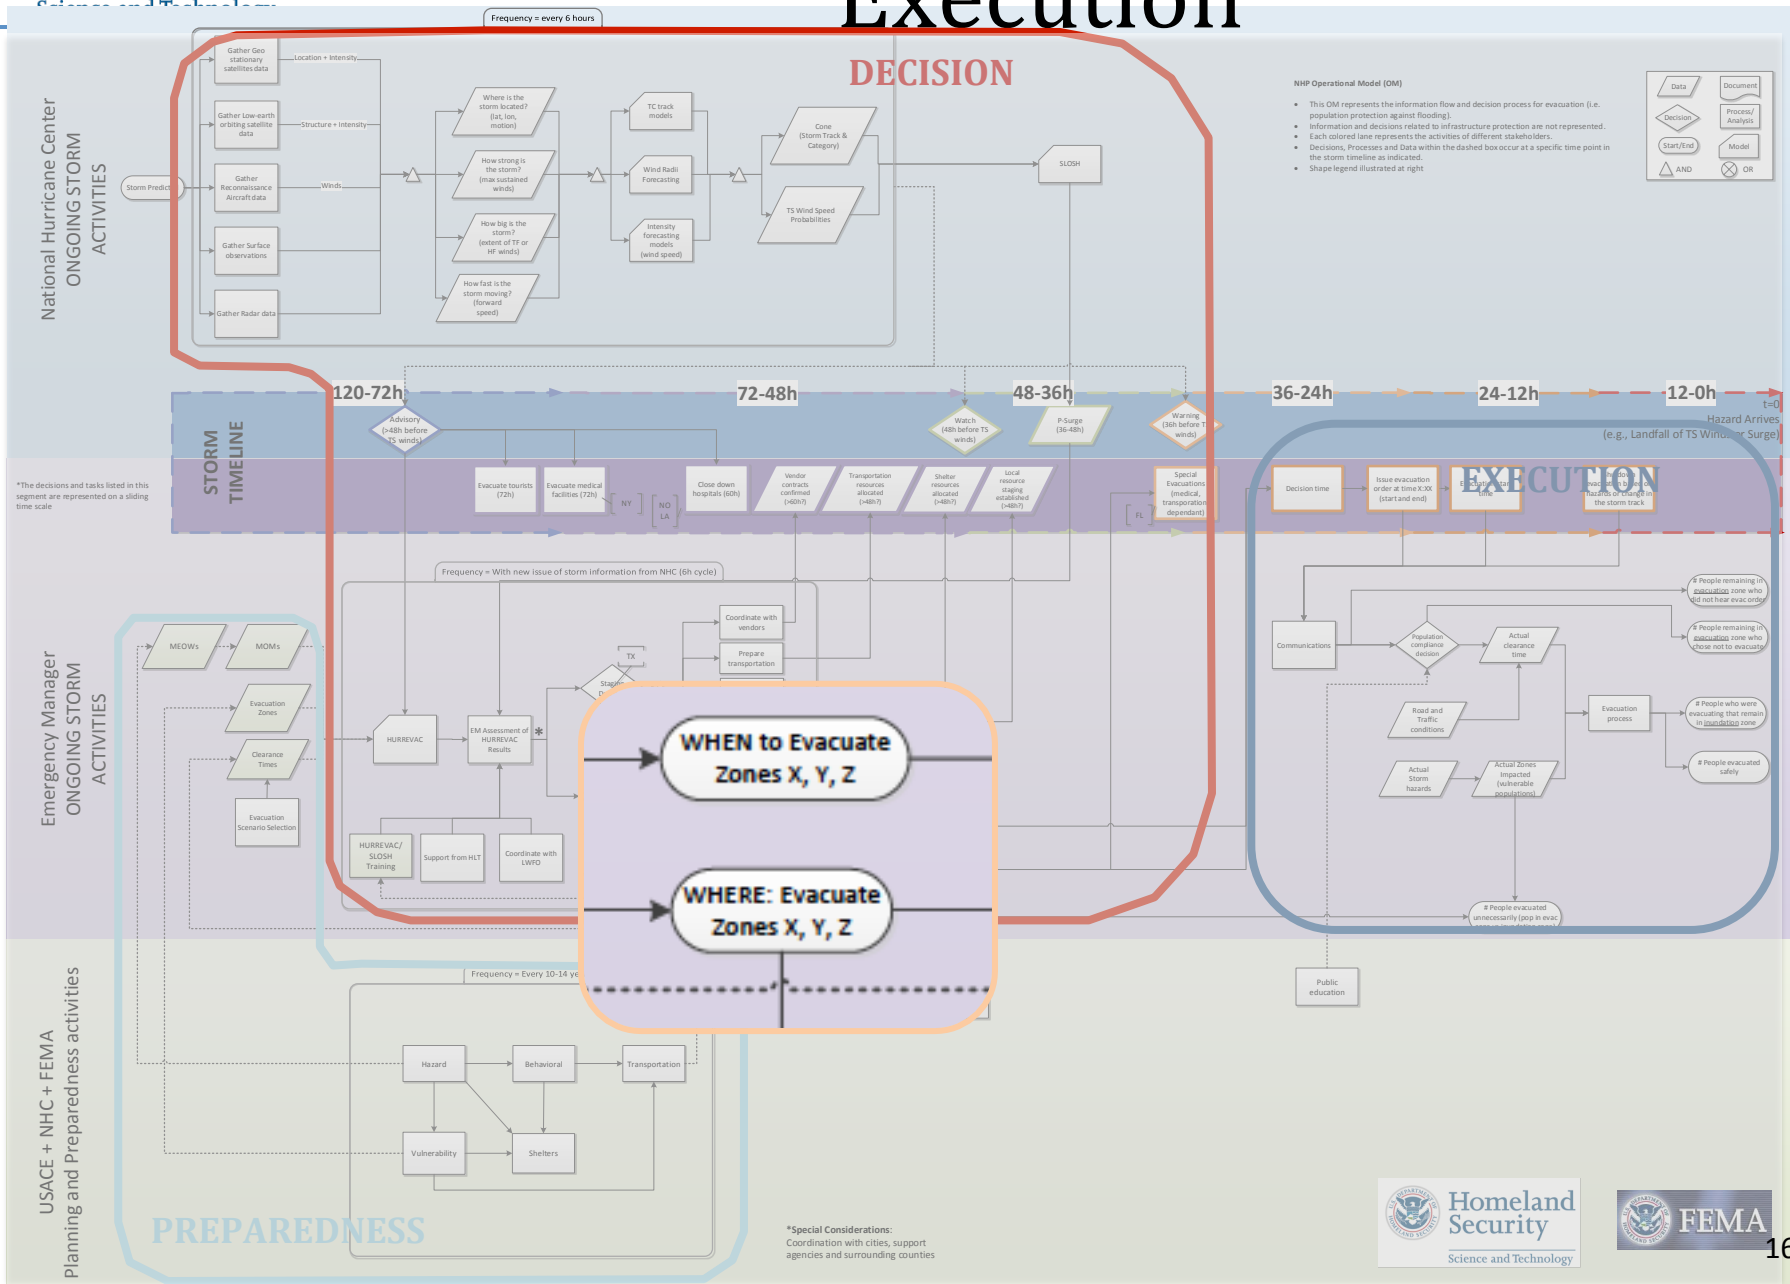 Science and Technology
Execution
Frequency = every 6 hours
DECISION
National Hurricane Center
ONGOING STORM
ACTIVITIES
Storm Predict
Gather Geo
stationary
satellites data
Gather Low-earth
orbiting satellite
data
Gather
Reconnaissance
Aircraft data
Gather Surface
observations
Gather Radar data
Location + Intensity
Structure + Intensity
Winds
Where is the
storm located?
(lat, lon,
motion)
How strong is
the storm?
(max sustained
winds)
How big is the
storm?
(extent of TF or
HF winds)
How fast is the
storm moving?
(forward
speed)
TC track
models
Wind Radii
Forecasting
Intensity
forecasting
models
(wind speed)
Cone
(Storm Track &
Category)
TS Wind Speed
Probabilities
SLOSH
NHP Operational Model (OM)
• This OM represents the information flow and decision process for evacuation (i.e.
population protection against flooding).
• Information and decisions related to infrastructure protection are not represented.
• Each colored lane represents the activities of different stakeholders.
• Decisions, Processes and Data within the dashed box occur at a specific time point in
the storm timeline as indicated.
• Shape legend illustrated at right
Data
Document
Decision
Process/
Analysis
Start/End
Model
AND
OR
120-72h
72-48h
48-36h
36-24h
24-12h
12-0h
t=0
Hazard Arrives
(e.g., Landfall of TS Winds or Surge)
STORM
TIMELINE
Advisory
(>48h before
TS winds)
Watch
(48h before TS
winds)
P-Surge
(36-48h)
Warning
(36h before TS
winds)
*The decisions and tasks listed in this
segment are represented on a sliding
time scale
Evacuate tourists
(72h)
Evacuate medical
facilities (72h)
NY
NO
LA
Close down
hospitals (60h)
Vendor
contracts
confirmed
(>60h?)
Transportation
resources
allocated
(>48h?)
Shelter
resources
allocated
(>48h?)
Local
resource
staging
established
(>48h?)
FL
Special
Evacuations
(medical,
transporation
dependant)
Decision time
Issue evacuation
order at time X:XX
(start and end)
EXECUTION
time
the storm track
Frequency = With new issue of storm information from NHC (6h cycle)
Emergency Manager
ONGOING STORM
ACTIVITIES
MEOWs
MOMs
Evacuation
Zones
Clearance
Times
Evacuation
Scenario Selection
HURREVAC
EM Assessment of
HURREVAC
Results
*
HURREVAC/
SLOSH
Training
Support from HLT
Coordinate with
LWFO
TX
Coordinate with
vendors
Prepare
transportation
WHEN to Evacuate
Zones X, Y, Z
WHERE: Evacuate
Zones X, Y, Z
Communications
Population
compliance
decision
Actual
clearance
time
Road and
Traffic
conditions
Actual
Storm
hazards
Actual Zones
Impacted
(vulnerable
populations)
Evacuation
process
# People remaining in
evacuation zone who
did not hear evac order
# People remaining in
evacuation zone who
chose not to evacuate
# People who were
evacuating that remain
in inundation zone
# People evacuated
safely
# People evacuated
unnecessarily (pop in evac
Public
education
USACE + NHC + FEMA
Planning and Preparedness activities
Frequency = Every 10-14 ye
Hazard
Behavioral
Transportation
Vulnerability
Shelters
PREPAREDNESS
*Special Considerations:
Coordination with cities, support
agencies and surrounding counties
Homeland
Security
Science and Technology
FEMA
16